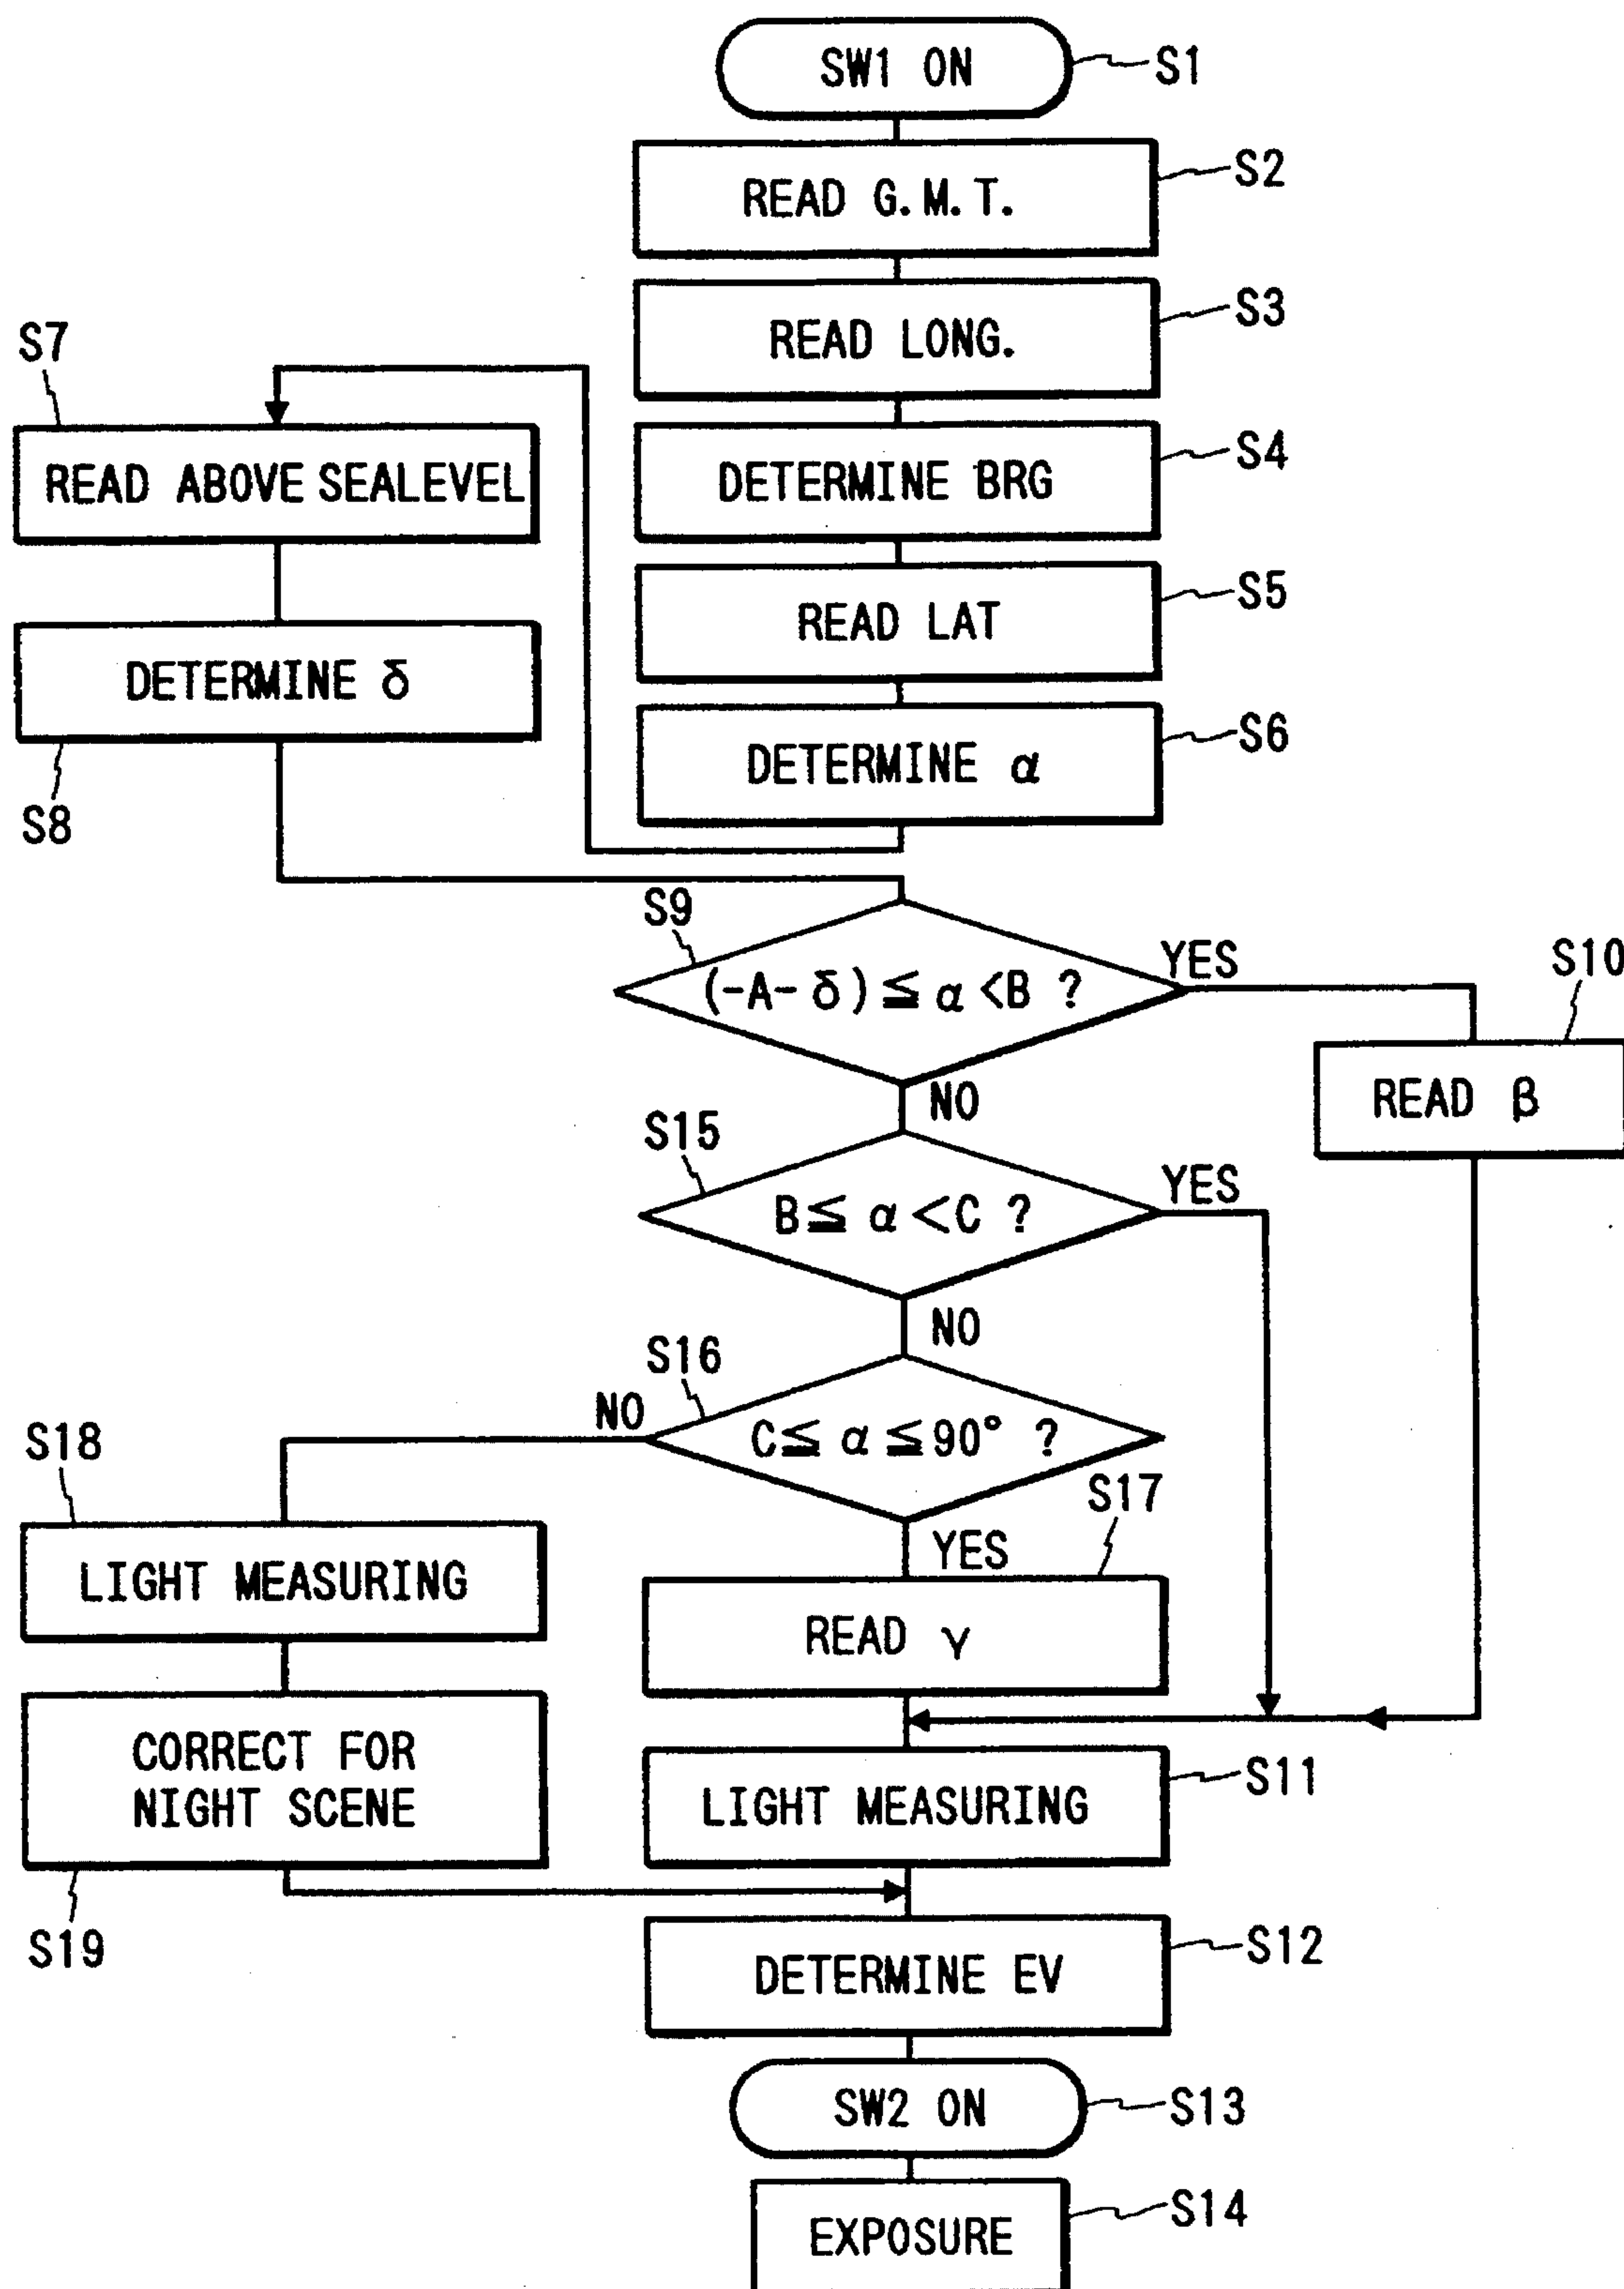 SW1 ON
S1
READ G.M.T.
S2
READ LONG.
S3
DETERMINE BRG
S4
READ LAT
S5
DETERMINE α
S6
S7
READ ABOVE SEALEVEL
DETERMINE δ
S8
S9
(-A-δ)≦α<B ?
YES
NO
S10
READ β
S15
B≦α<C ?
YES
NO
S16
C≦α≦90° ?
NO
YES
S17
READ γ
S18
LIGHT MEASURING
CORRECT FOR
NIGHT SCENE
S19
LIGHT MEASURING
S11
DETERMINE EV
S12
SW2 ON
S13
EXPOSURE
S14